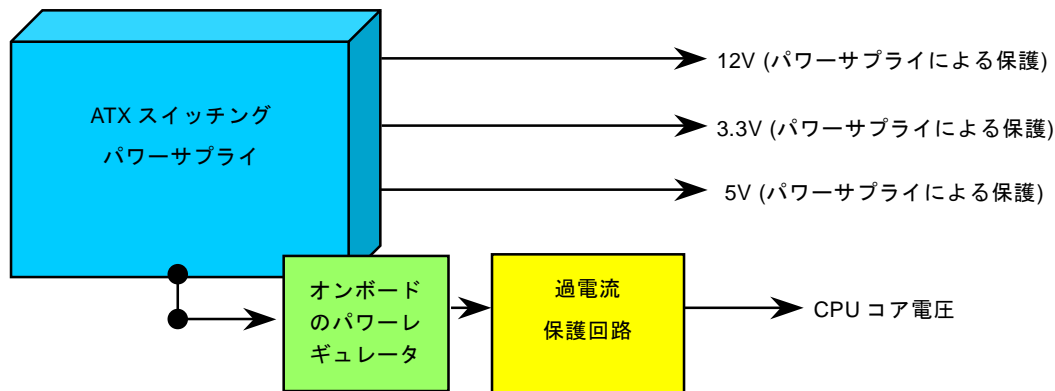 12V (パワーサプライによる保護)
ATX スイッチング
パワーサプライ
3.3V (パワーサプライによる保護)
5V (パワーサプライによる保護)
オンボード
のパワーレ
ギュレータ
過電流
保護回路
CPU コア電圧